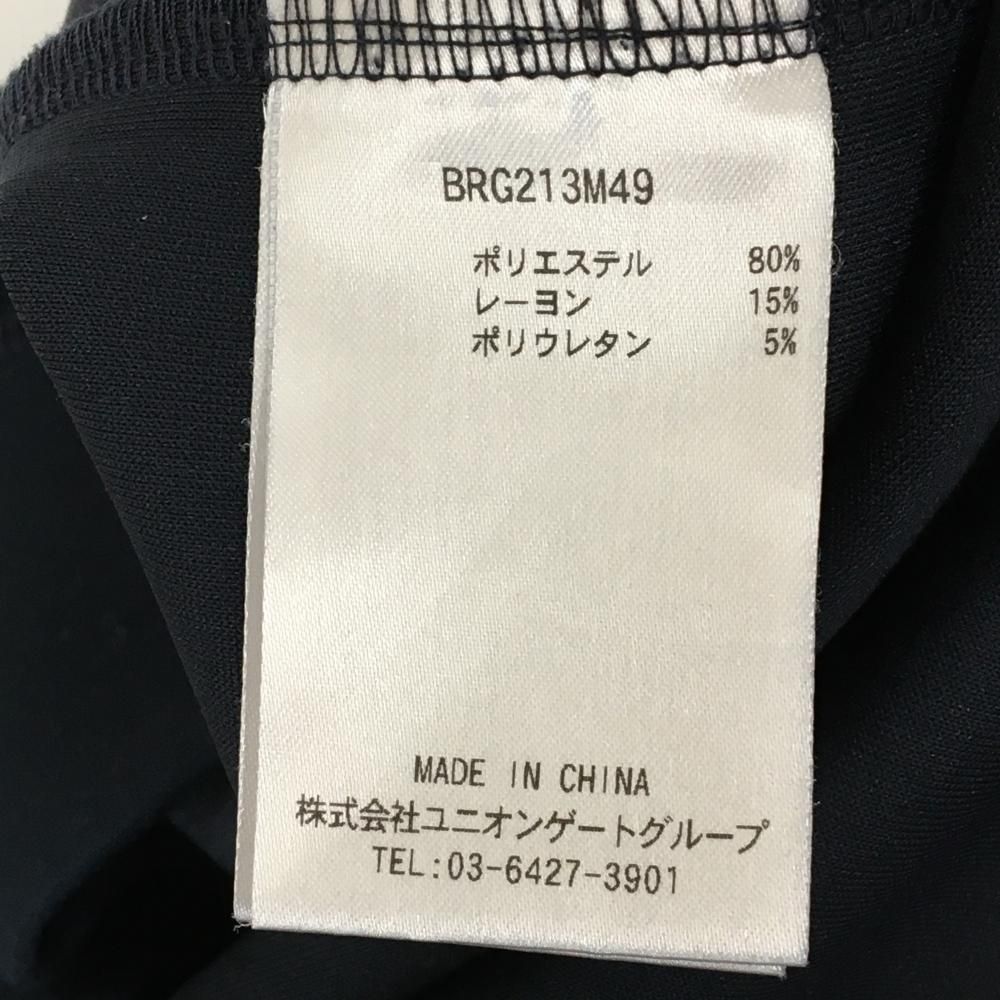 BRG213M49
ポリエステル 80%
レーヨン 15%
ポリウレタン 5%
MADE IN CHINA
株式会社ユニオンゲートグループ
TEL:03-6427-3901